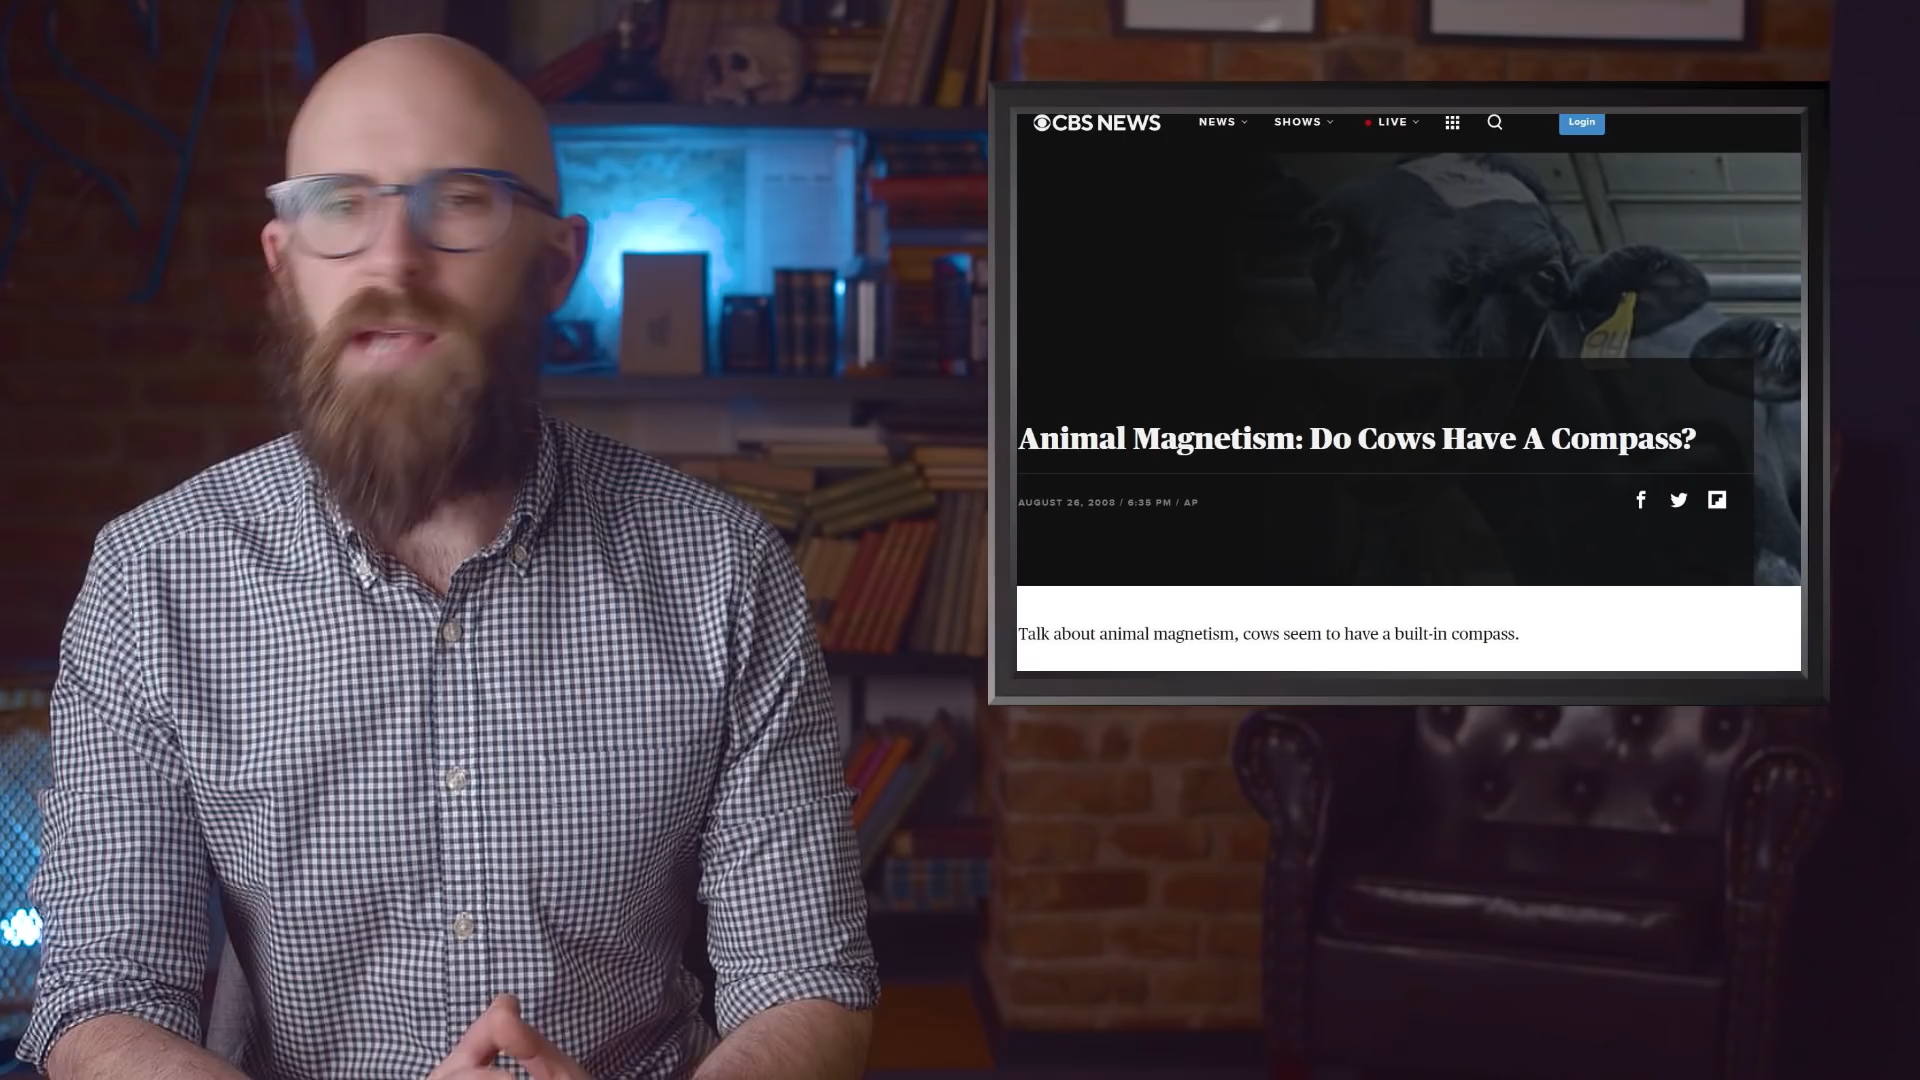 CBS NEWS NEWS SHOWS LIVE Login
94
Animal Magnetism: Do Cows Have A Compass?
AUGUST 26, 2008 / 6:35 PM / AP
Talk about animal magnetism, cows seem to have a built-in compass.